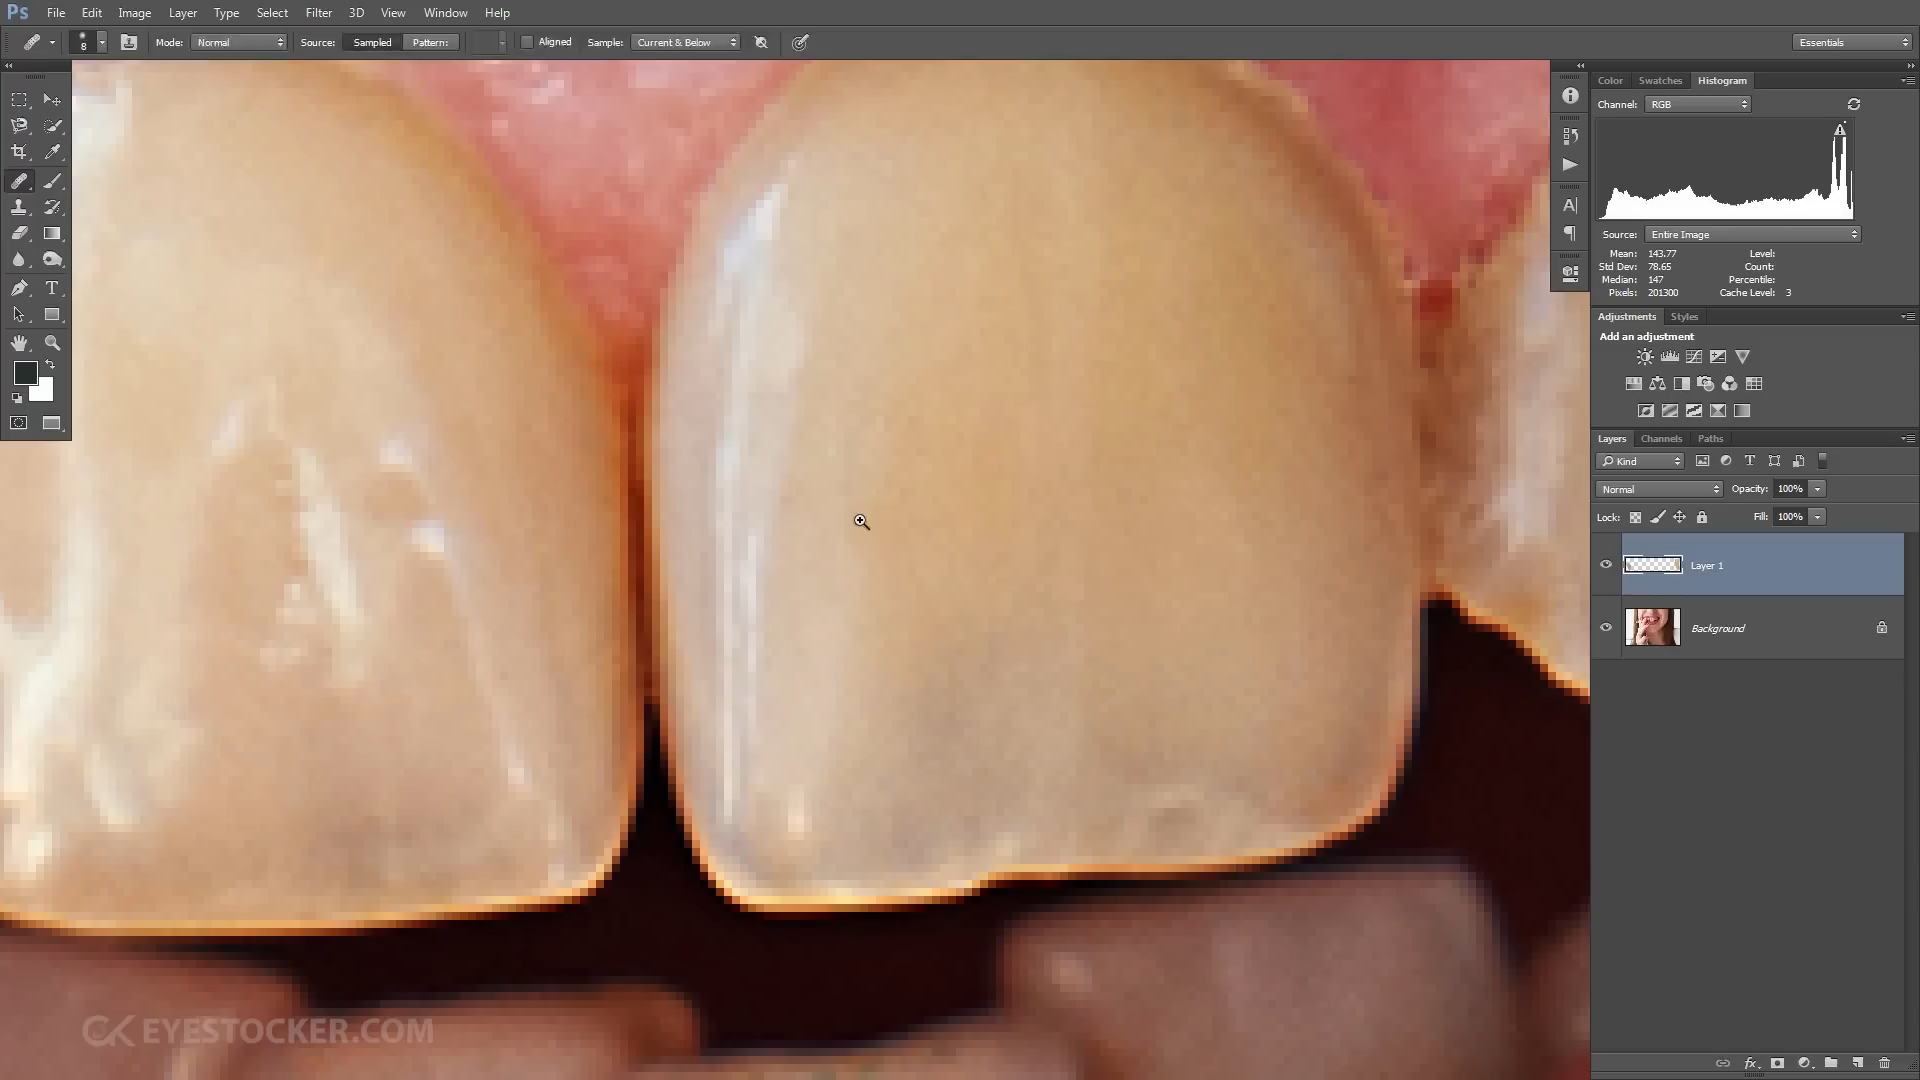 Ps File Edit Image Layer Type Select Filter 3D View Window Help
8 Mode: Normal Source: Sampled Pattern: Aligned Sample: Current & Below Essentials
Color Swatches Histogram
Channel: RGB
Source: Entire Image
Mean: 143.77 Level:
Std Dev: 78.65 Count:
Median: 147 Percentile:
Pixels: 201300 Cache Level: 3
Adjustments Styles
Add an adjustment
Layers Channels Paths
Kind
Normal Opacity: 100%
Lock: Fill: 100%
Layer 1
Background
EYESTOCKER.COM